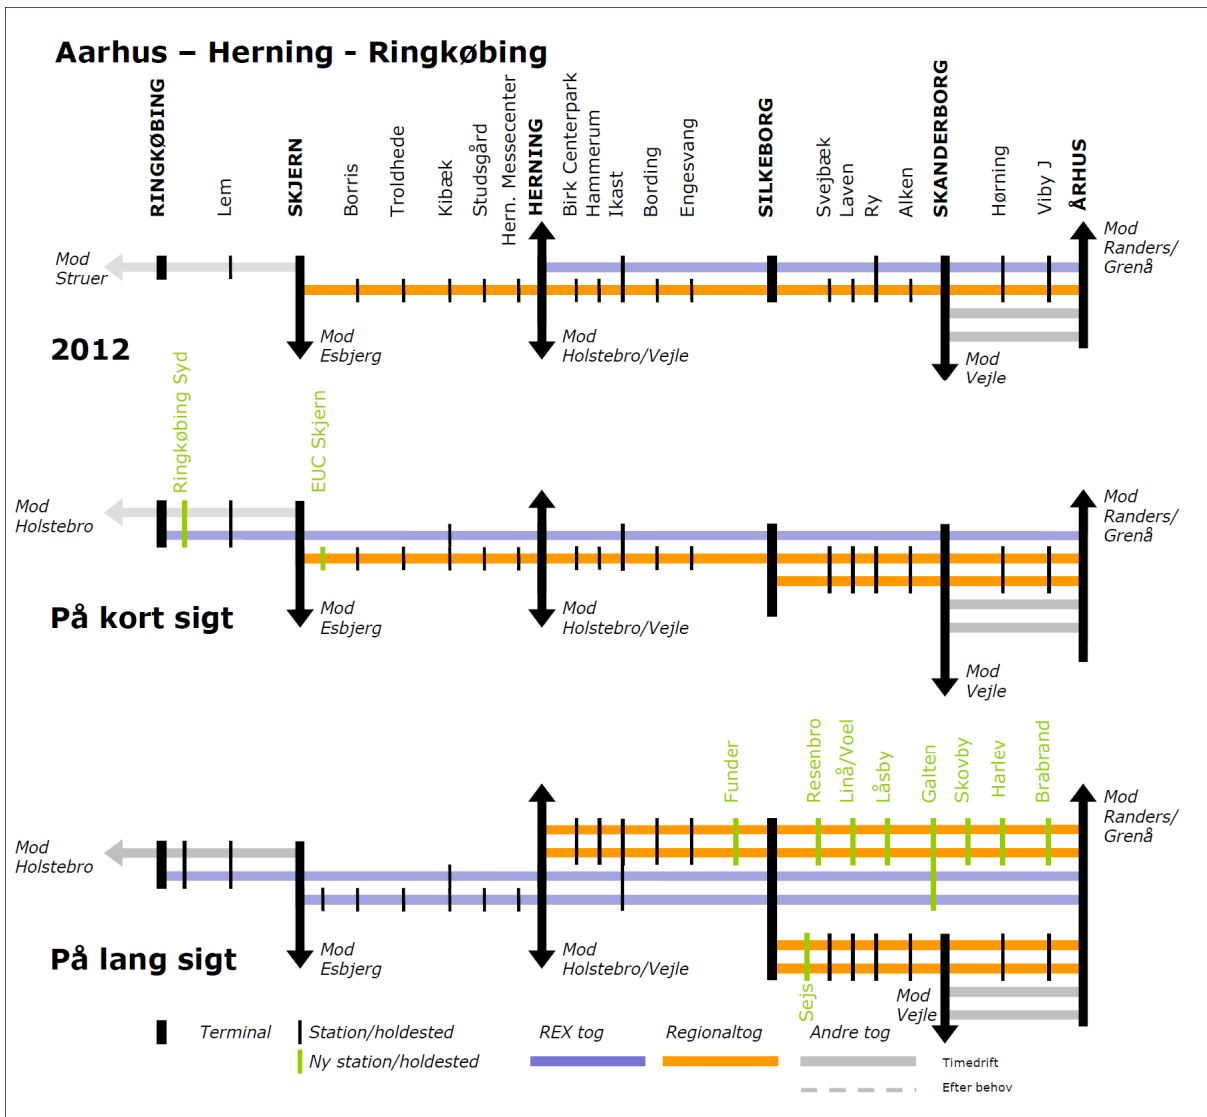 Aarhus – Herning - Ringkøbing
RINGKØBING
Lem
SKJERN
Borris
Troldhede
Kibæk
Studsgård
Hern. Messecenter
HERNING
Birk Centerpark
Hammerum
Ikast
Bording
Engesvang
SILKEBORG
Svejbæk
Laven
Ry
Alken
SKANDERBORG
Hørning
Viby J
ÅRHUS
Mod
Struer
Mod
Randers/
Grenå
2012
Mod
Esbjerg
Mod
Holstebro/Vejle
Mod
Vejle
Ringkøbing Syd
EUC Skjern
Mod
Holstebro
Mod
Randers/
Grenå
På kort sigt
Mod
Esbjerg
Mod
Holstebro/Vejle
Mod
Vejle
Funder
Resenbro
Linå/Voel
Låsby
Galten
Skovby
Harlev
Brabrand
Mod
Holstebro
Mod
Randers/
Grenå
På lang sigt
Mod
Esbjerg
Mod
Holstebro/Vejle
Sejs
Mod
Vejle
Terminal
Station/holdested
REX tog
Regionaltog
Andre tog
Ny station/holdested
Timedrift
Efter behov